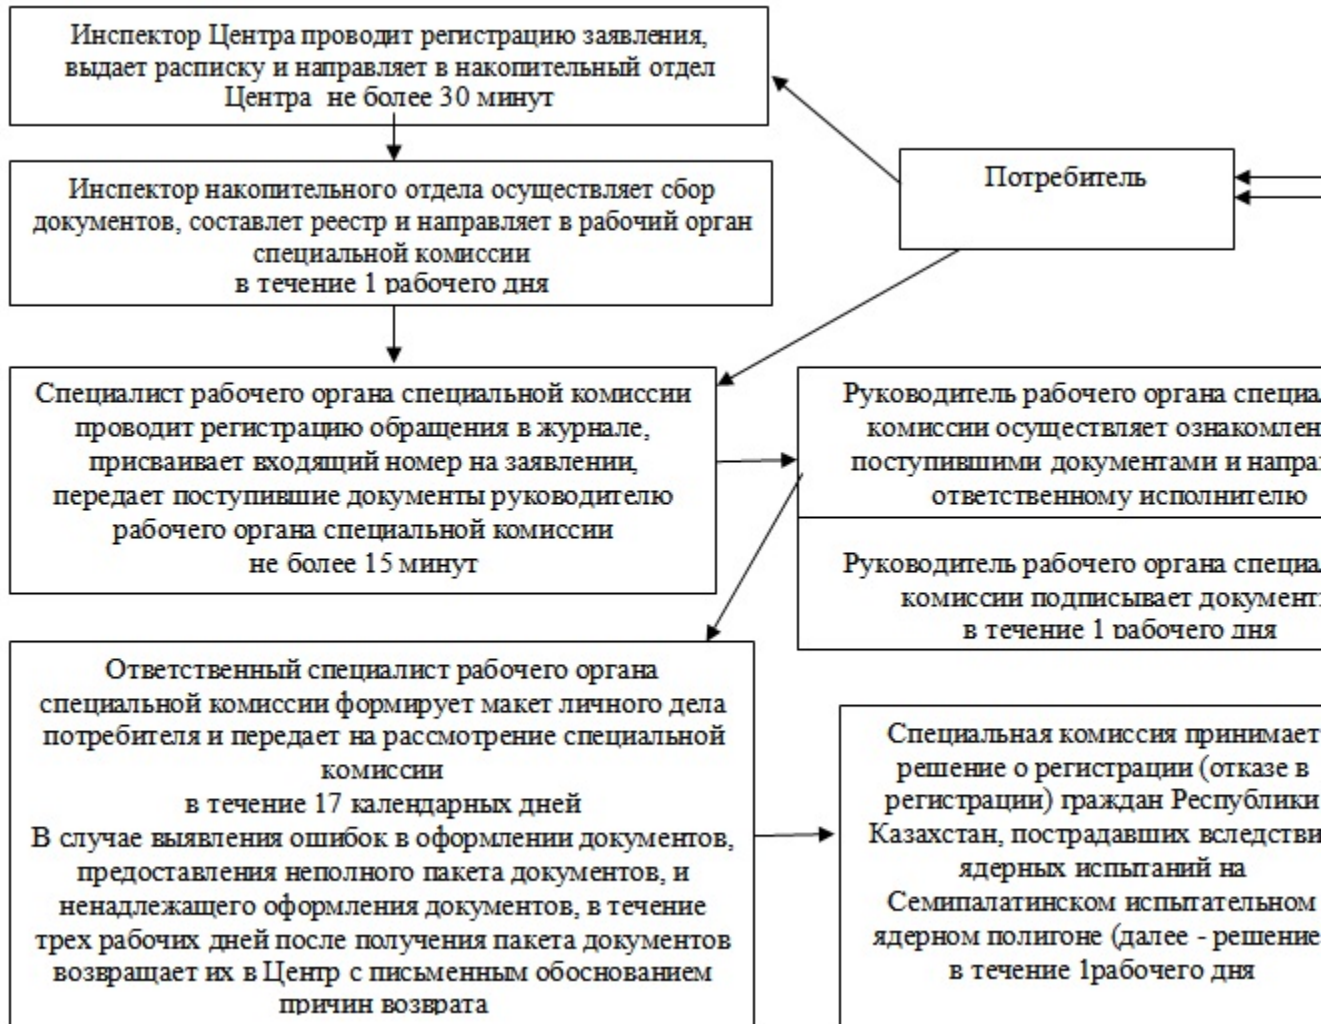 Инспектор Центра проводит регистрацию заявления,
выдает расписку и направляет в накопительный отдел
Центра не более 30 минут
Потребитель
Инспектор накопительного отдела осуществляет сбор
документов, составлет реестр и направляет в рабочий орган
специальной комиссии
в течение 1 рабочего дня
Специалист рабочего органа специальной комиссии
проводит регистрацию обращения в журнале,
присваивает входящий номер на заявлении,
передает поступившие документы руководителю
рабочего органа специальной комиссии
не более 15 минут
Руководитель рабочего органа специа
комиссии осуществляет ознакомлен
поступившими документами и напра
ответственному исполнителю
Руководитель рабочего органа специа
комиссии подписывает документ
в течение 1 рабочего дня
Ответственный специалист рабочего органа
специальной комиссии формирует макет личного дела
потребителя и передает на рассмотрение специальной
комиссии
в течение 17 календарных дней
В случае выявления ошибок в оформлении документов,
предоставления неполного пакета документов, и
ненадлежащего оформления документов, в течение
трех рабочих дней после получения пакета документов
возвращает их в Центр с письменным обоснованием
причин возврата
Специальная комиссия принимает
решение о регистрации (отказе в
регистрации) граждан Республики
Казахстан, пострадавших вследстви
ядерных испытаний на
Семипалатинском испытательном
ядерном полигоне (далее - решение
в течение 1рабочего дня